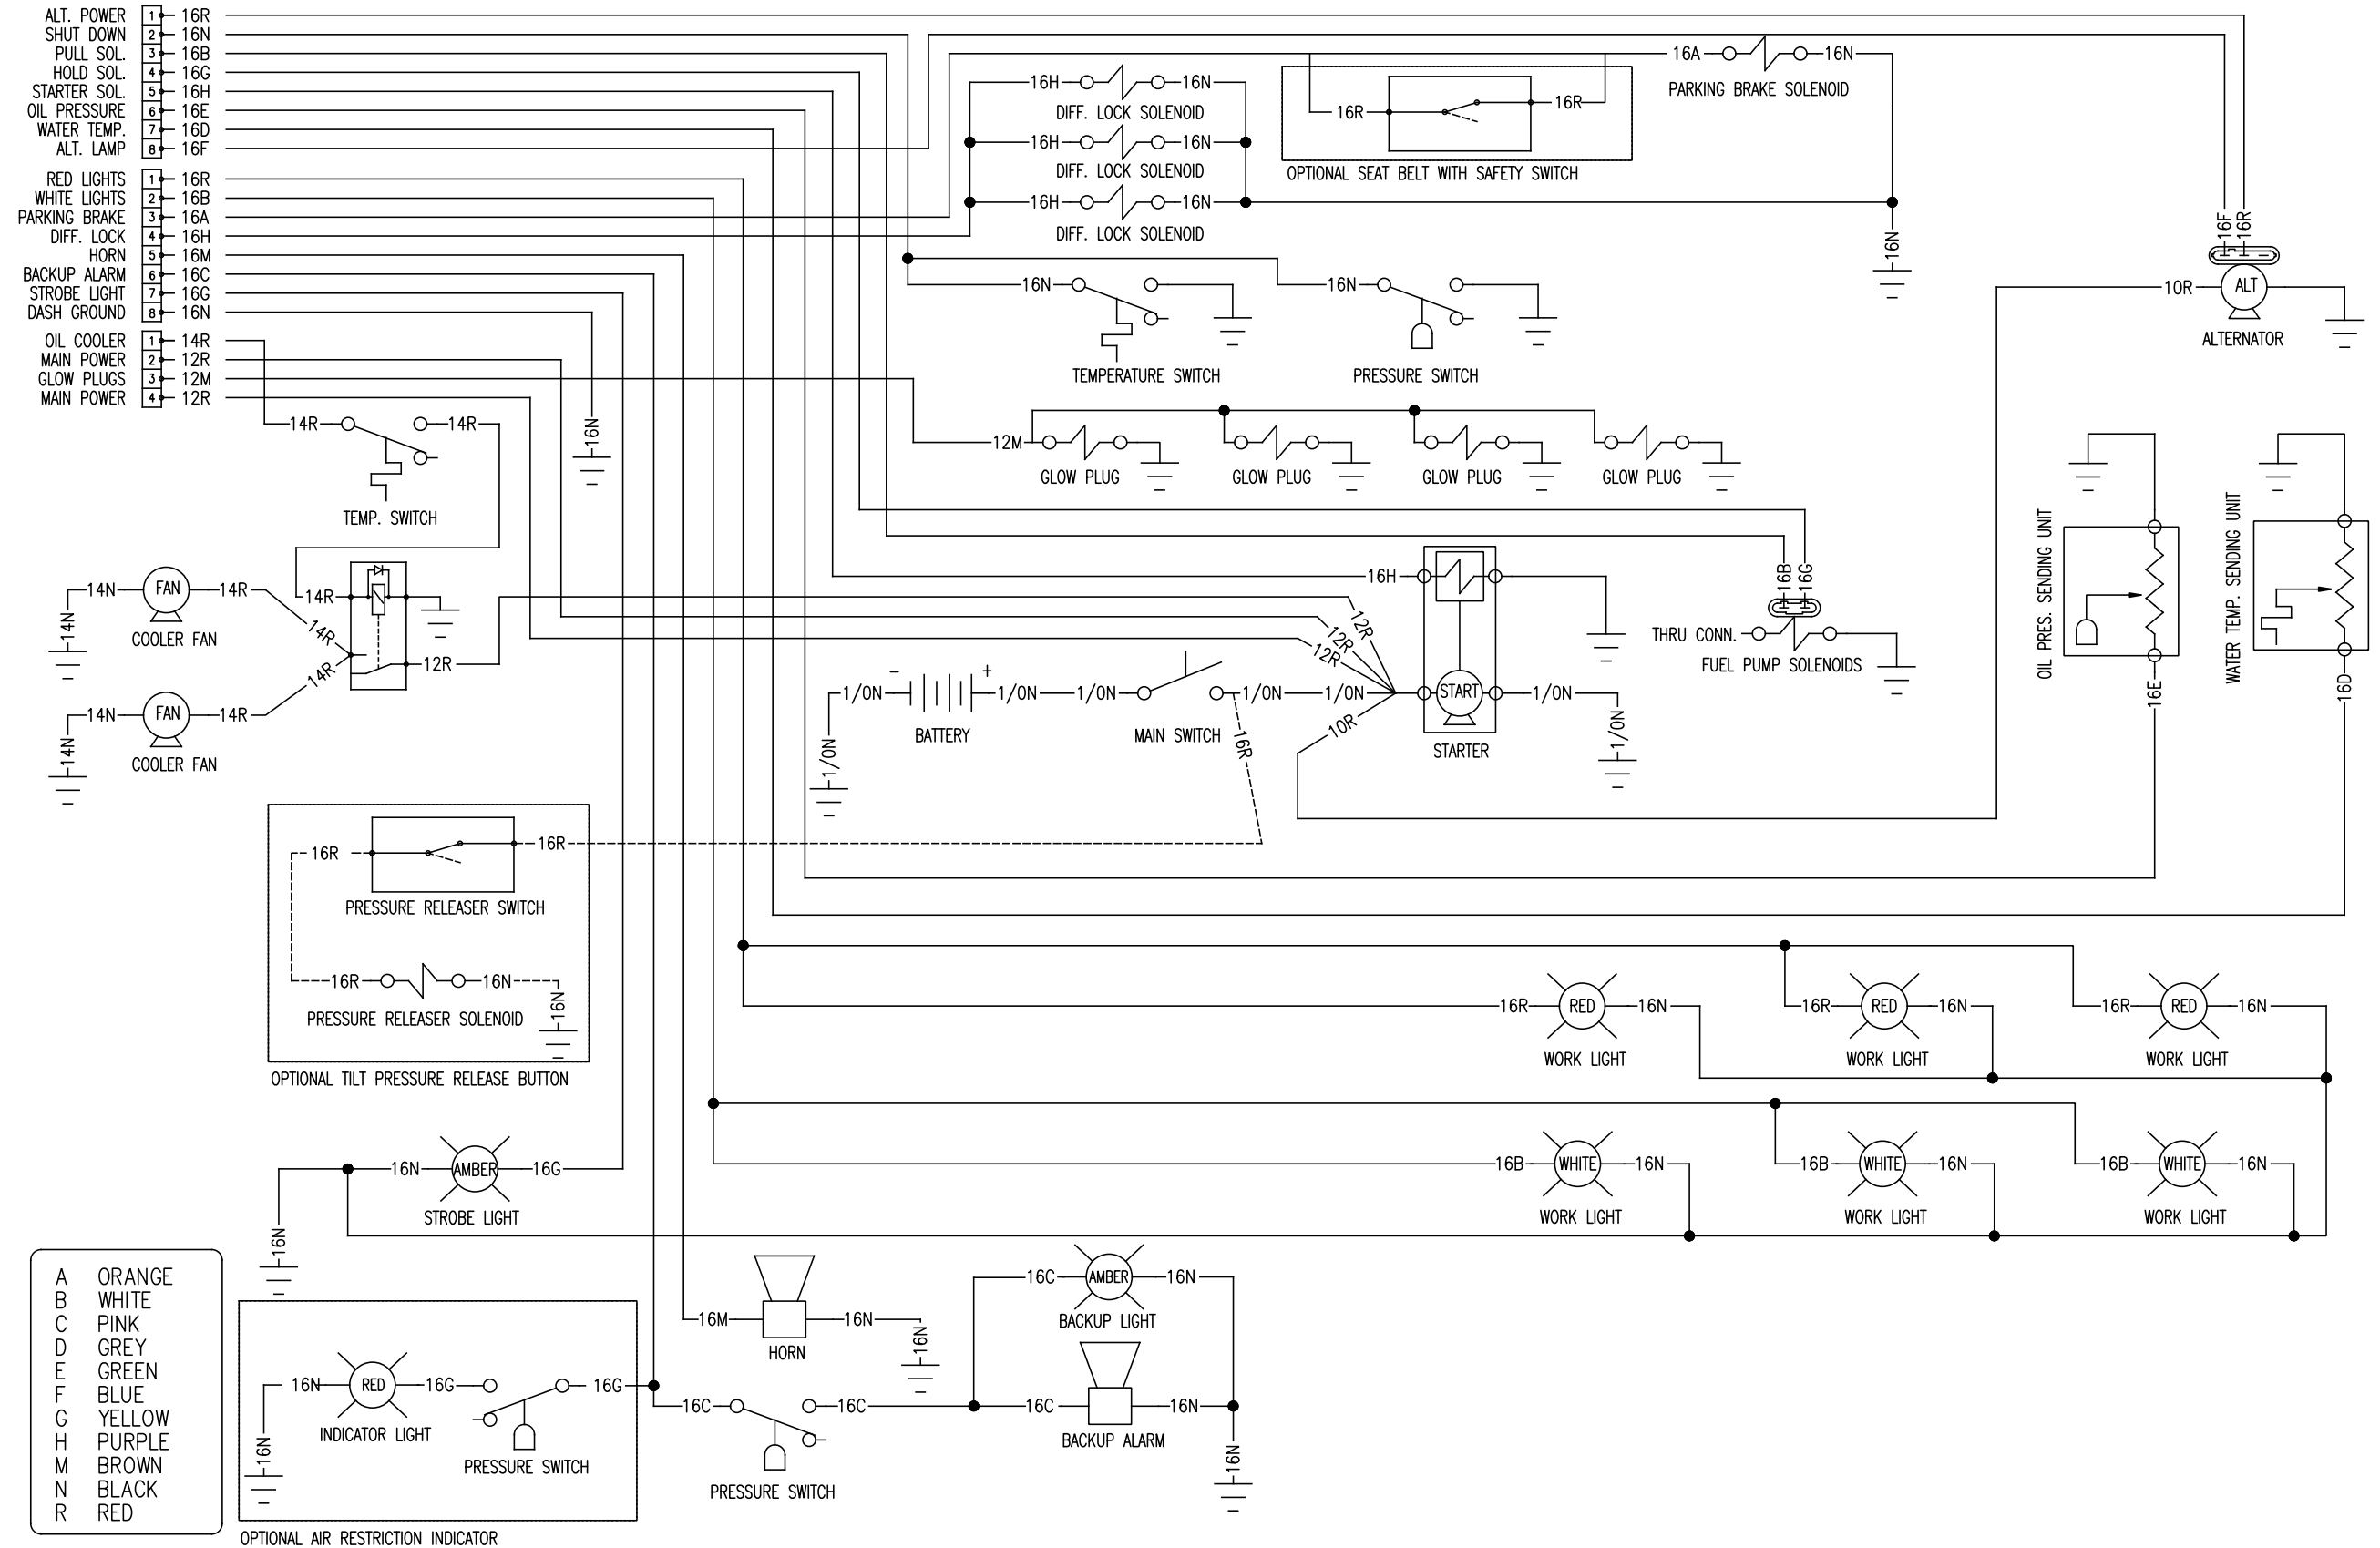 ALT. POWER 1 16R
SHUT DOWN 2 16N
PULL SOL. 3 16B
HOLD SOL. 4 16G
STARTER SOL. 5 16H
OIL PRESSURE 6 16E
WATER TEMP. 7 16D
ALT. LAMP 8 16F
RED LIGHTS 1 16R
WHITE LIGHTS 2 16B
PARKING BRAKE 3 16A
DIFF. LOCK 4 16H
HORN 5 16M
BACKUP ALARM 6 16C
STROBE LIGHT 7 16G
DASH GROUND 8 16N
OIL COOLER 1 14R
MAIN POWER 2 12R
GLOW PLUGS 3 12M
MAIN POWER 4 12R
16H 16N
DIFF. LOCK SOLENOID
16H 16N
DIFF. LOCK SOLENOID
16H 16N
DIFF. LOCK SOLENOID
16R 16R
OPTIONAL SEAT BELT WITH SAFETY SWITCH
16A 16N
PARKING BRAKE SOLENOID
16N
16F 16R
10R ALT
ALTERNATOR
16N
TEMPERATURE SWITCH
16N
PRESSURE SWITCH
16N
14R 14R
TEMP. SWITCH
12M
GLOW PLUG
GLOW PLUG
GLOW PLUG
GLOW PLUG
14N FAN 14R
14N
COOLER FAN
14R
14R
14R
12R
14N FAN 14R
14N
COOLER FAN
16H
12R
12R
12R
10R
1/0N - + 1/0N 1/0N 1/0N 1/0N START 1/0N
1/0N
BATTERY
MAIN SWITCH
16R
STARTER
1/0N
16B 16G
THRU CONN.
FUEL PUMP SOLENOIDS
OIL PRES. SENDING UNIT
16E
WATER TEMP. SENDING UNIT
16D
16R 16R
PRESSURE RELEASER SWITCH
16R 16N
16N
PRESSURE RELEASER SOLENOID
OPTIONAL TILT PRESSURE RELEASE BUTTON
16R RED 16N
WORK LIGHT
16R RED 16N
WORK LIGHT
16R RED 16N
WORK LIGHT
16B WHITE 16N
WORK LIGHT
16B WHITE 16N
WORK LIGHT
16B WHITE 16N
WORK LIGHT
16N AMBER 16G
STROBE LIGHT
16N
A ORANGE
B WHITE
C PINK
D GREY
E GREEN
F BLUE
G YELLOW
H PURPLE
M BROWN
N BLACK
R RED
16N RED 16G 16G
16N
INDICATOR LIGHT
PRESSURE SWITCH
OPTIONAL AIR RESTRICTION INDICATOR
16M 16N
16N
HORN
16C 16C
PRESSURE SWITCH
16C AMBER 16N
BACKUP LIGHT
16C 16N
BACKUP ALARM
16N